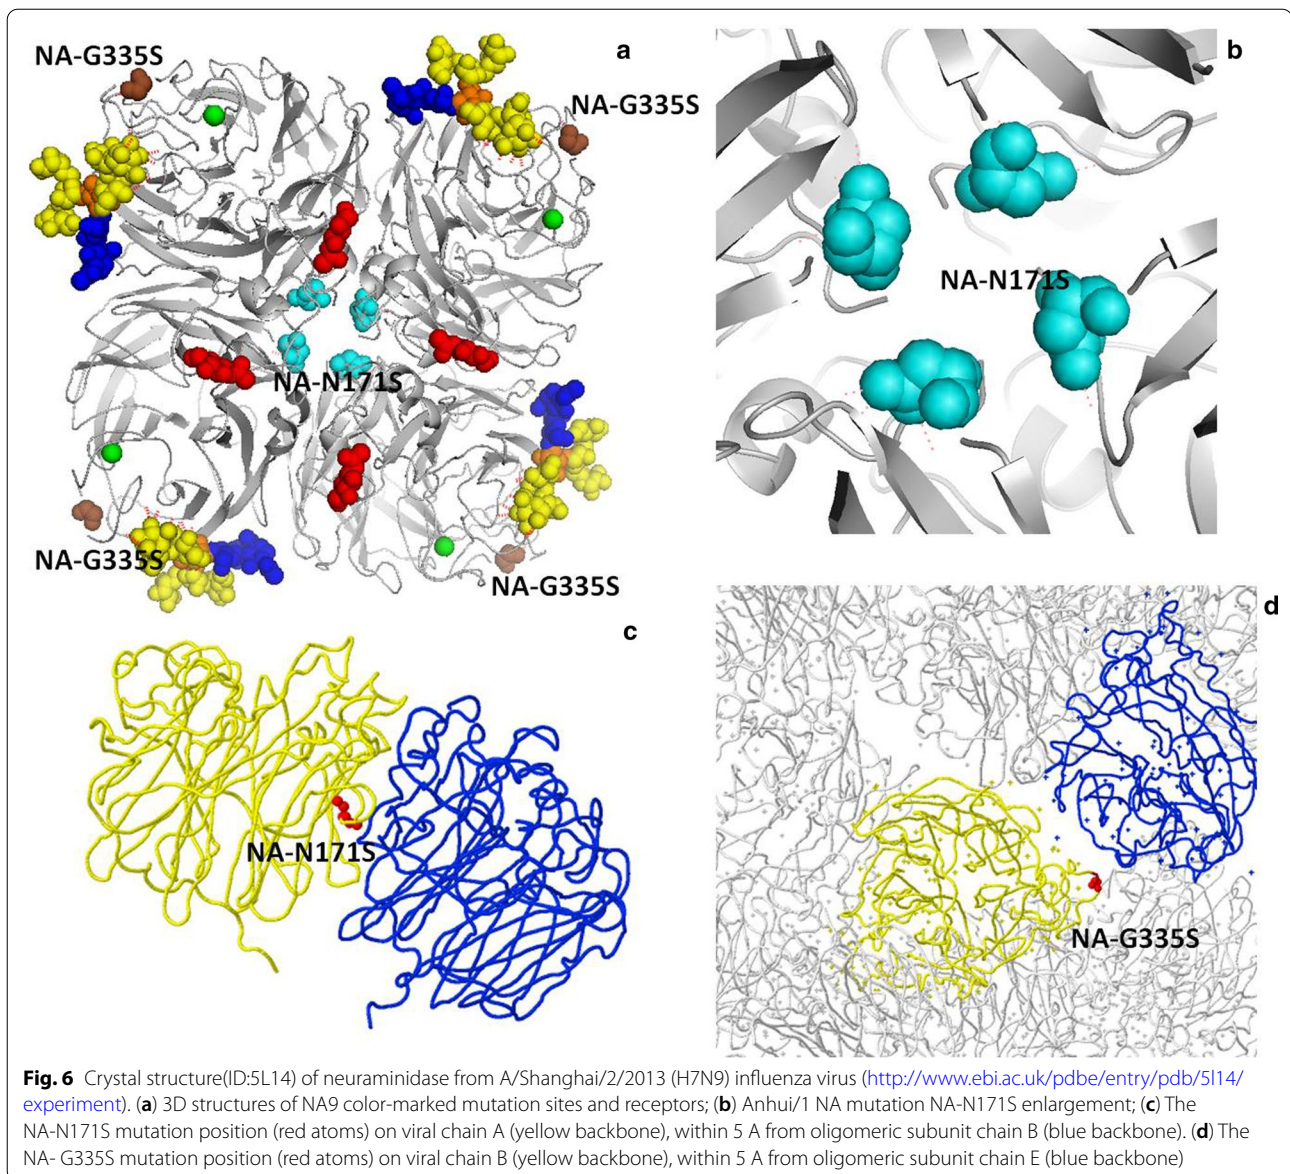 NA-G335S
a
NA-G335S
NA-N171S
NA-G335S
NA-G335S
b
NA-N171S
c
NA-N171S
d
NA-G335S
Fig. 6 Crystal structure(ID:5L14) of neuraminidase from A/Shanghai/2/2013 (H7N9) influenza virus (http://www.ebi.ac.uk/pdbe/entry/pdb/5l14/
experiment). (a) 3D structures of NA9 color-marked mutation sites and receptors; (b) Anhui/1 NA mutation NA-N171S enlargement; (c) The
NA-N171S mutation position (red atoms) on viral chain A (yellow backbone), within 5 A from oligomeric subunit chain B (blue backbone). (d) The
NA- G335S mutation position (red atoms) on viral chain B (yellow backbone), within 5 A from oligomeric subunit chain E (blue backbone)